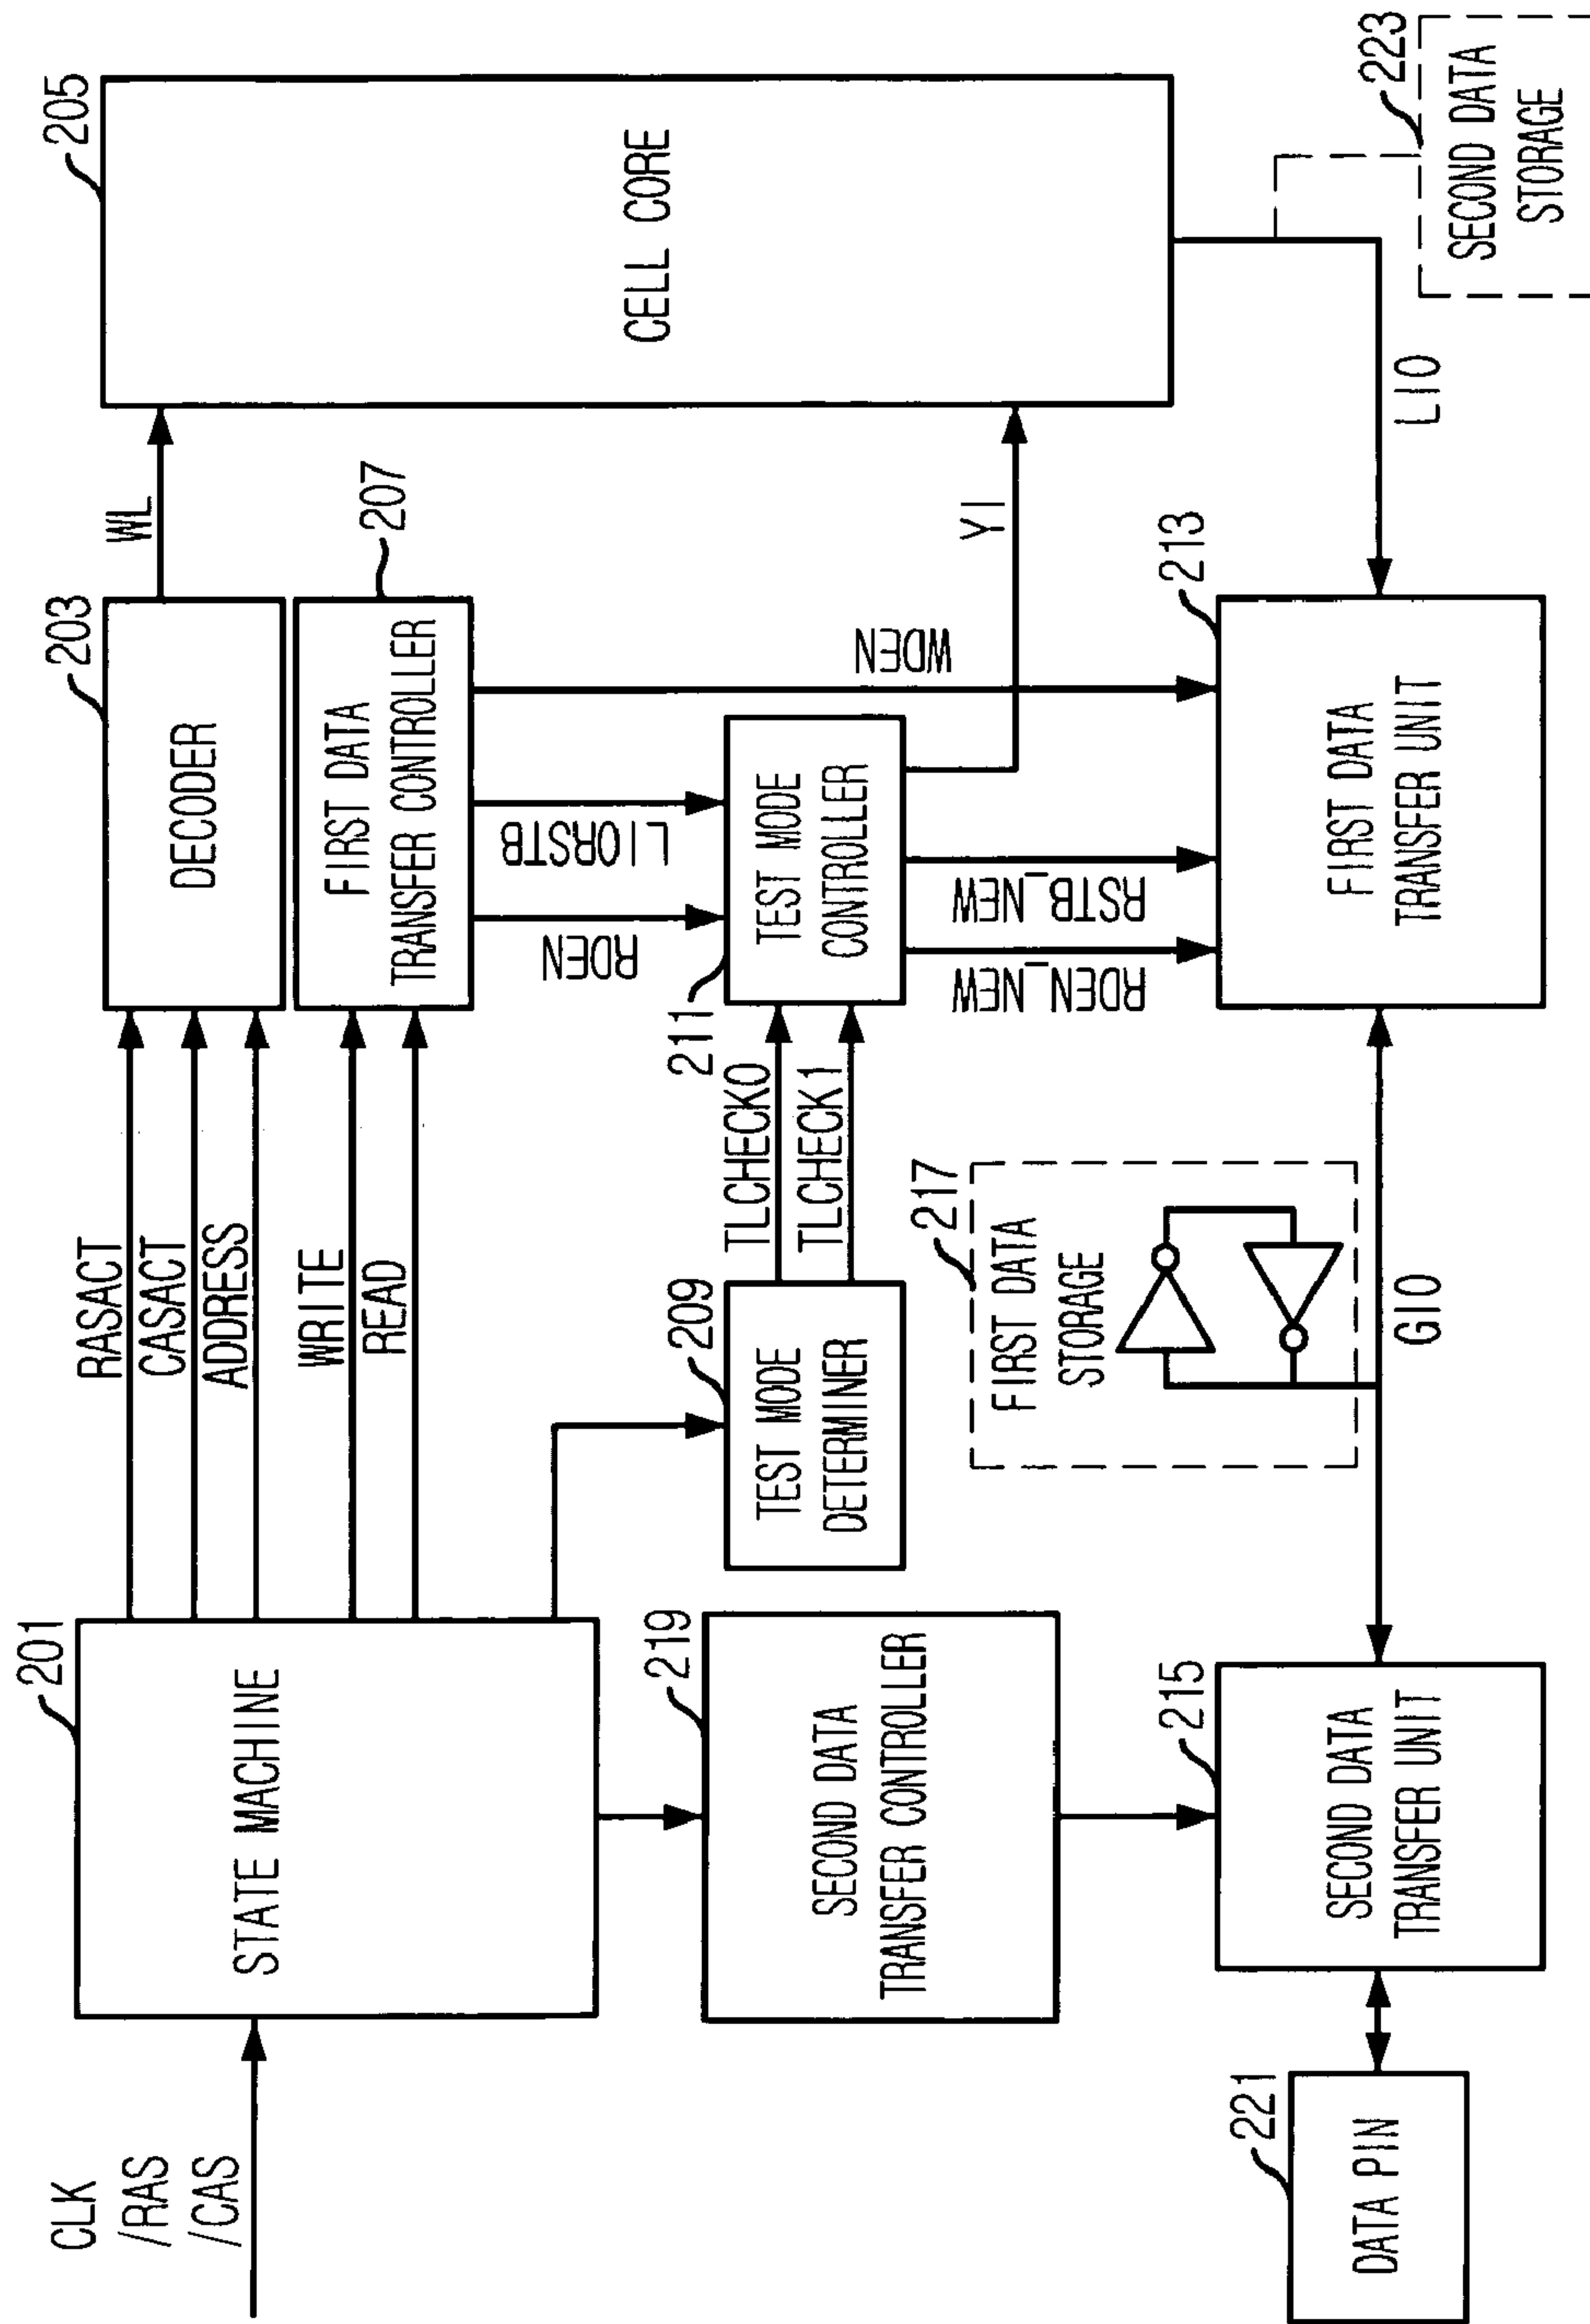 CLK
/RAS
/CAS
201
STATE MACHINE
RASACT
CASACT
ADDRESS
WRITE
READ
203
DECODER
WL
205
CELL CORE
FIRST DATA
TRANSFER CONTROLLER
207
RDEN
LIORSTB
WDEN
209
TEST MODE
DETERMINER
TLCHECK0
TLCHECK1
211
TEST MODE
CONTROLLER
YI
RDEN_NEW
RSTB_NEW
219
SECOND DATA
TRANSFER CONTROLLER
221
DATA PIN
215
SECOND DATA
TRANSFER UNIT
217
FIRST DATA
STORAGE
GIO
213
FIRST DATA
TRANSFER UNIT
LIO
223
SECOND DATA
STORAGE